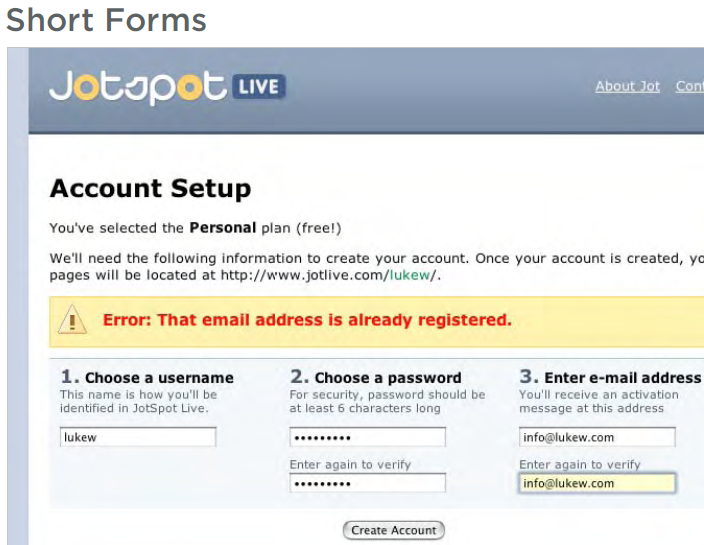 Short Forms
Jotspot LIVE
About Jot
Account Setup
You've selected the Personal plan (free!)
We'll need the following information to create your account. Once your account is created,
pages will be located at http://www.jotlive.com/lukew/.
Error: That email address is already registered.
1. Choose a username
This name is how you'll be
identified in JotSpot Live.
lukew
2. Choose a password
For security, password should be
at least 6 characters long
•••••••••
Enter again to verify
•••••••••
3. Enter e-mail address
You'll receive an activation
message at this address
info@lukew.com
Enter again to verify
info@lukew.com
Create Account